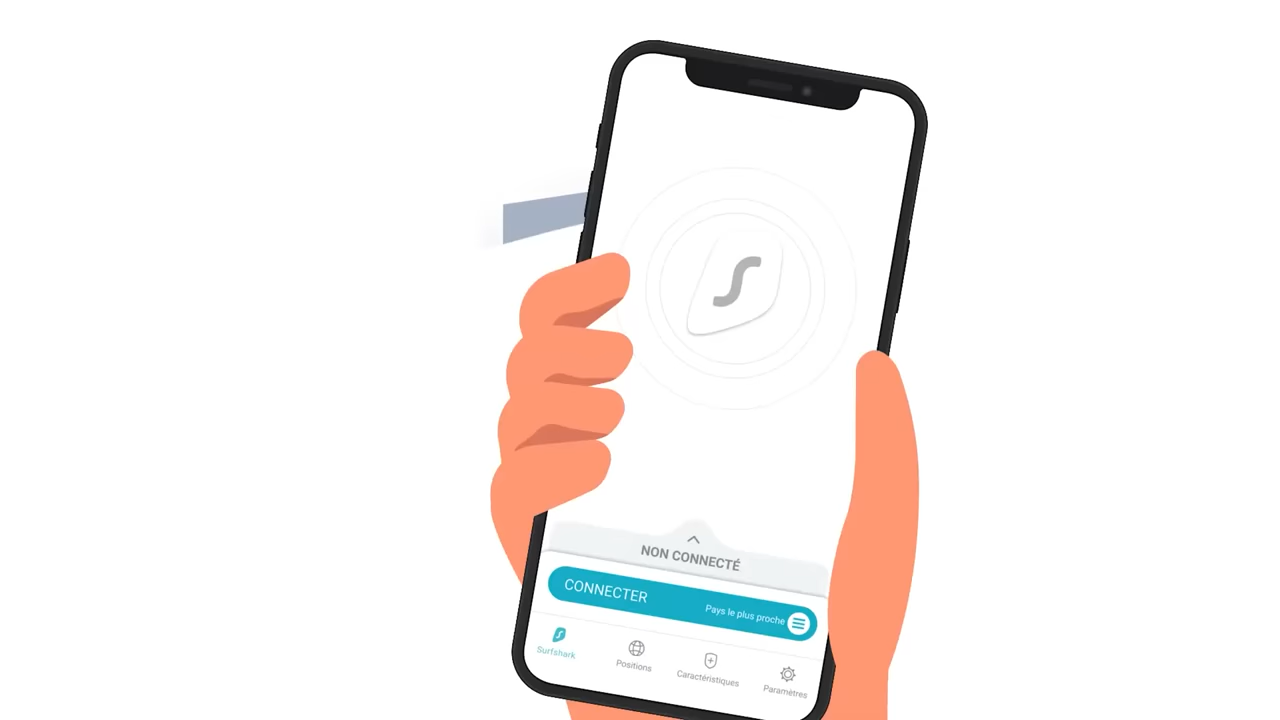 NON CONNECTÉ
CONNECTER
Pays le plus proche
Surfshark
Positions
Caractéristiques
Paramètres